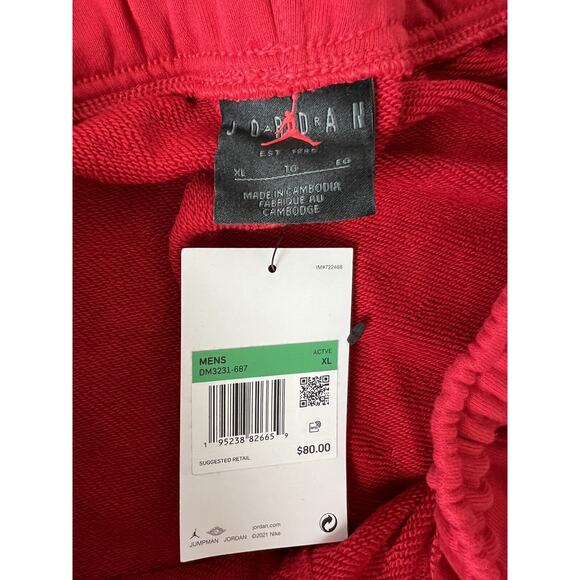 JORDAN
EST. 1985
XL TG EG
MADE IN CAMBODIA
FABRIQUE AU
CAMBODGE
IM#722468
MENS
DM3231-687
ACTVE
XL
1 95238 82665 9
SUGGESTED RETAIL
$80.00
jordan.com
JUMPMAN JORDAN ©2021 Nike